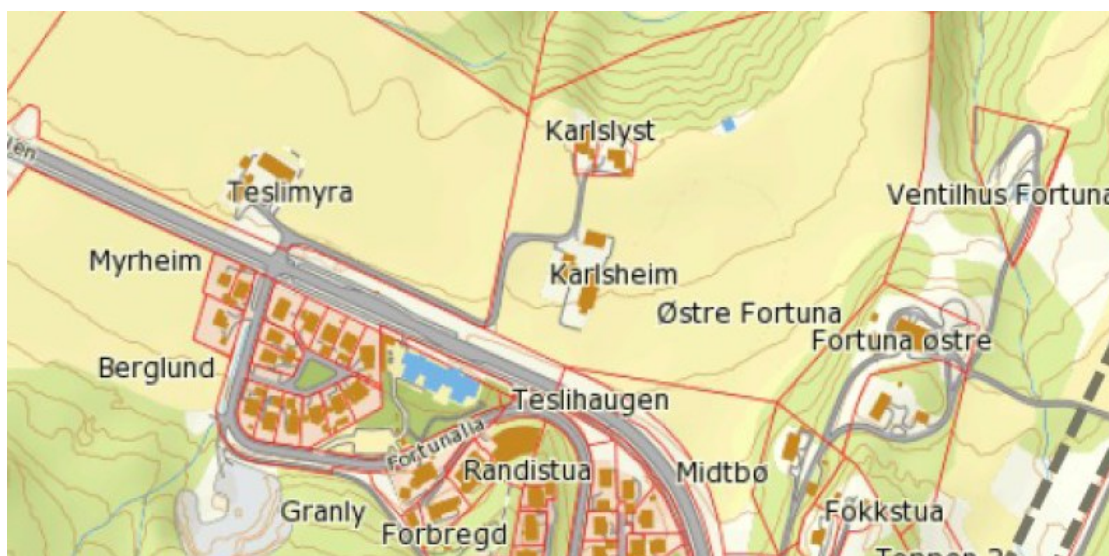 Karlslyst
Teslimyra
Ventilhus Fortuna
Myrheim
Karlsheim
Østre Fortuna
Fortuna østre
Berglund
Teslihaugen
Fortunalia
Randistua
Midtbø
Granly
Forbregd
Fokkstua